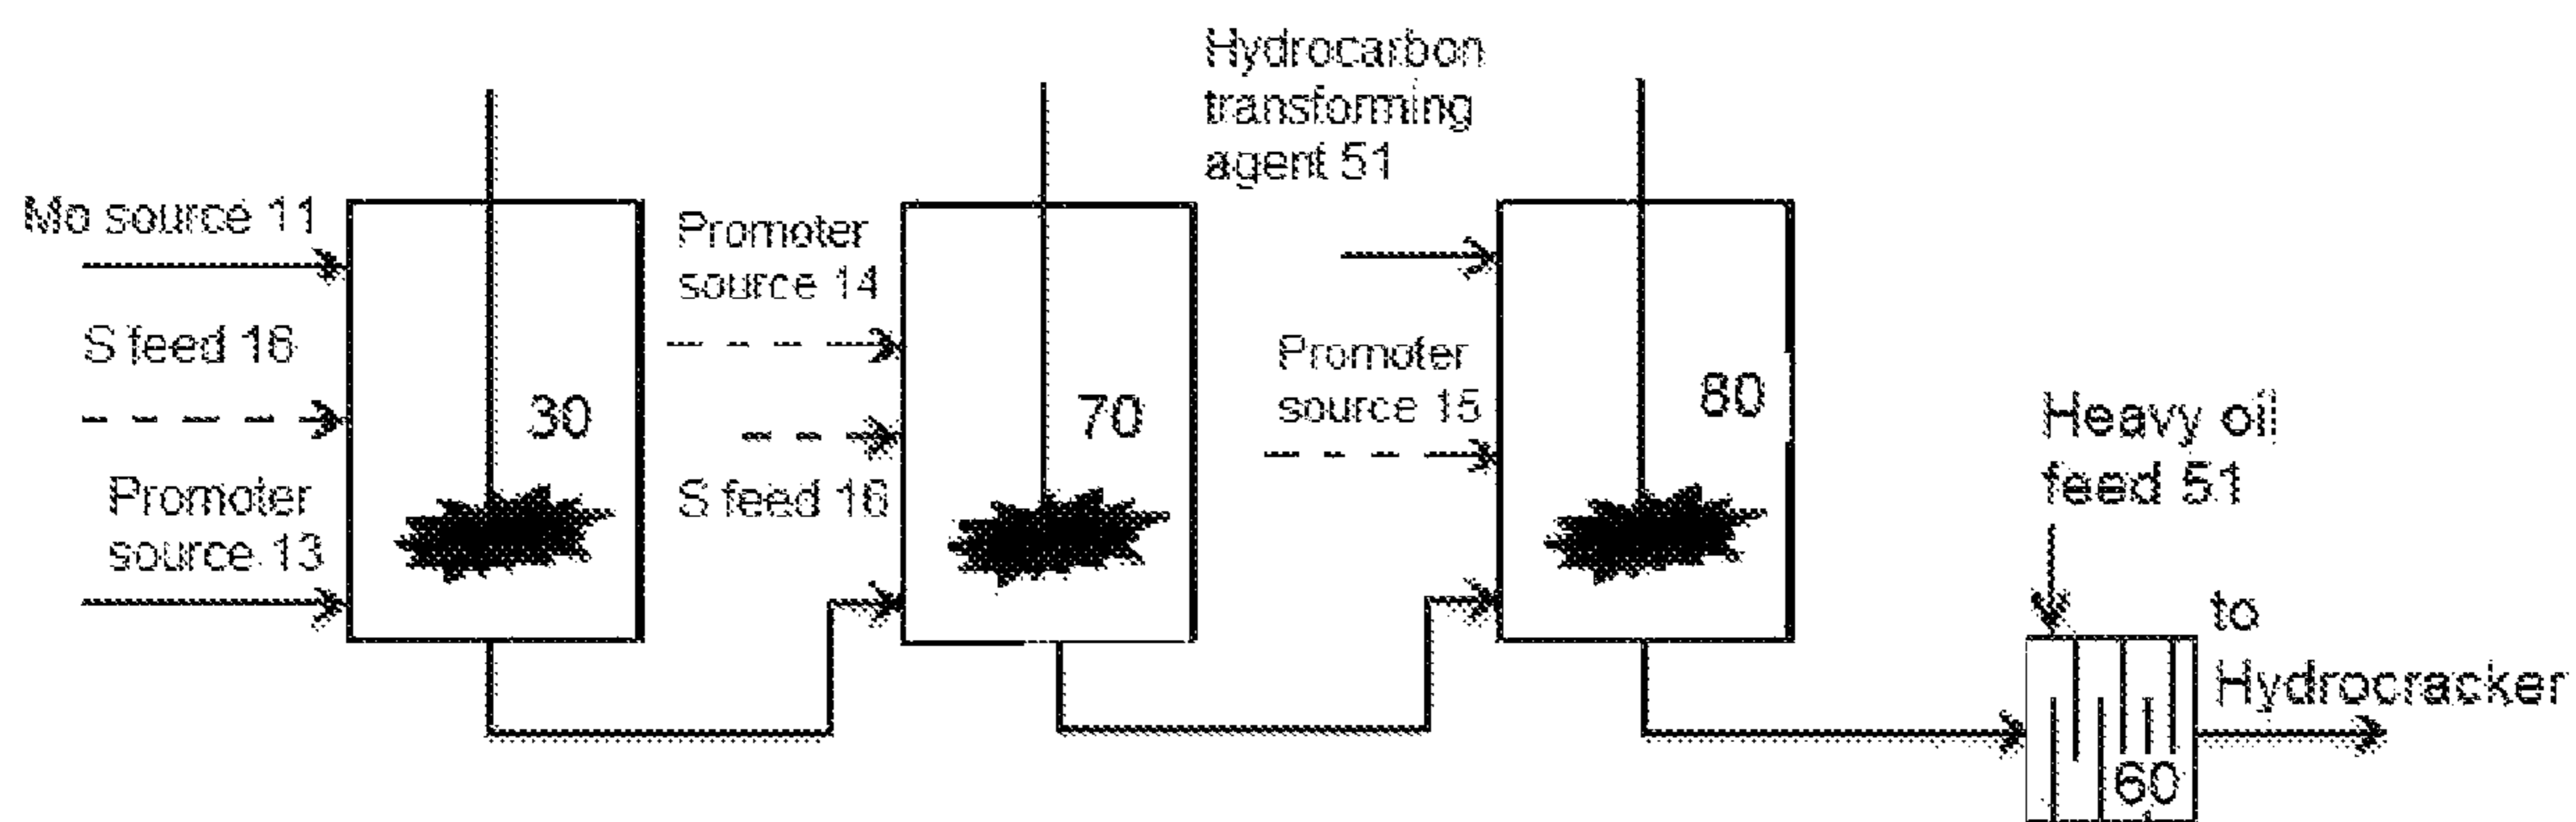 Mo source 11
S feed 16
Promoter
source 13
30
Promoter
source 14
S feed 16
70
Hydrocarbon
transforming
agent 51
Promoter
source 15
80
Heavy oil
feed 51
to
Hydrocracker
60